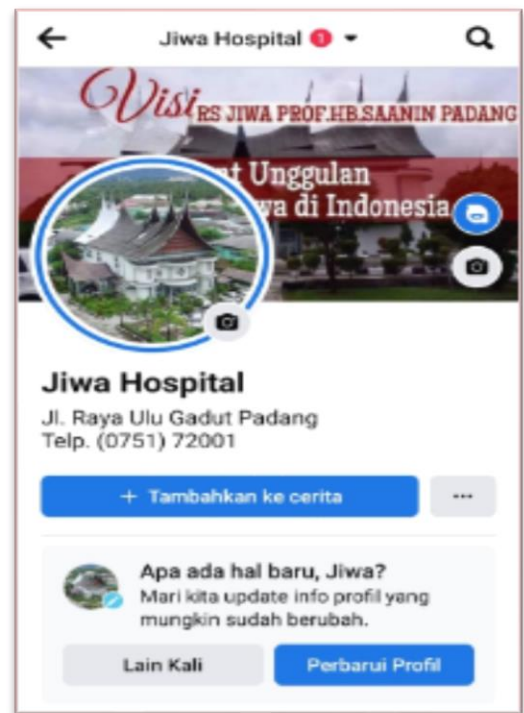 Jiwa Hospital 1
Visi RS JIWA PROF.HB.SAANIN PADANG
Unggulan
di Indonesia
Jiwa Hospital
Jl. Raya Ulu Gadut Padang
Telp. (0751) 72001
+ Tambahkan ke cerita
Apa ada hal baru, Jiwa?
Mari kita update info profil yang
mungkin sudah berubah.
Lain Kali
Perbarui Profil